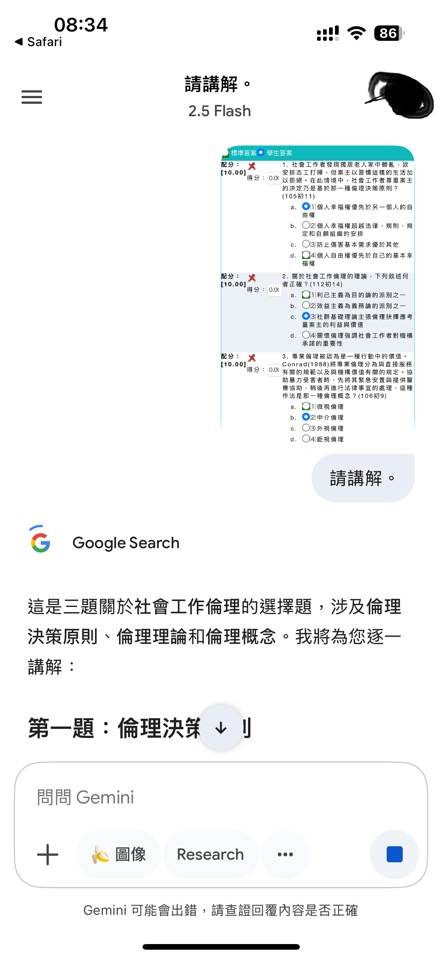 08:34
86
◀ Safari
請講解。
2.5 Flash
標準答案 學生答案
配分：
[10.00]
得分：
0.00
1. 社會工作者發現獨居老人家中髒亂，欲
安排志工打掃，但案主以習慣這樣的生活加
以拒絕。在此情境中，社會工作者尊重案主
的決定乃是基於那一種倫理決策原則？
(105初11)
a. (1)個人幸福權優先於另一個人的自
由權
b. (2)個人幸福權超越法律、規則、規
定和自願組織的安排
c. (3)防止傷害基本需求優於其他
d. (4)個人自由權優先於自己的基本幸
福權
配分：
[10.00]
得分：
0.00
2. 關於社會工作倫理的理論，下列敘述何
者正確？(112初14)
a. (1)利己主義為目的論的派別之一
b. (2)效益主義為義務論的派別之一
c. (3)社群基礎理論主張倫理抉擇應考
量案主的利益與價值
d. (4)關懷倫理強調社會工作者對機構
承諾的重要性
配分：
[10.00]
得分：
0.00
3. 專業倫理被認為是一種行動中的價值。
Conrad(1988)將專業倫理分為與直接服務
有關的規範以及與機構價值有關的規定。協
助暴力受害者時，先將其緊急安置與提供醫
療協助，稍後再進行法律事宜的處理，這種
作法是那一種倫理概念？(106初9)
a. (1)微視倫理
b. (2)中介倫理
c. (3)外視倫理
d. (4)鉅視倫理
請講解。
Google Search
這是三題關於社會工作倫理的選擇題，涉及倫理
決策原則、倫理理論和倫理概念。我將為您逐一
講解：
第一題：倫理決策
問問 Gemini
圖像
Research
Gemini 可能會出錯，請查證回覆內容是否正確